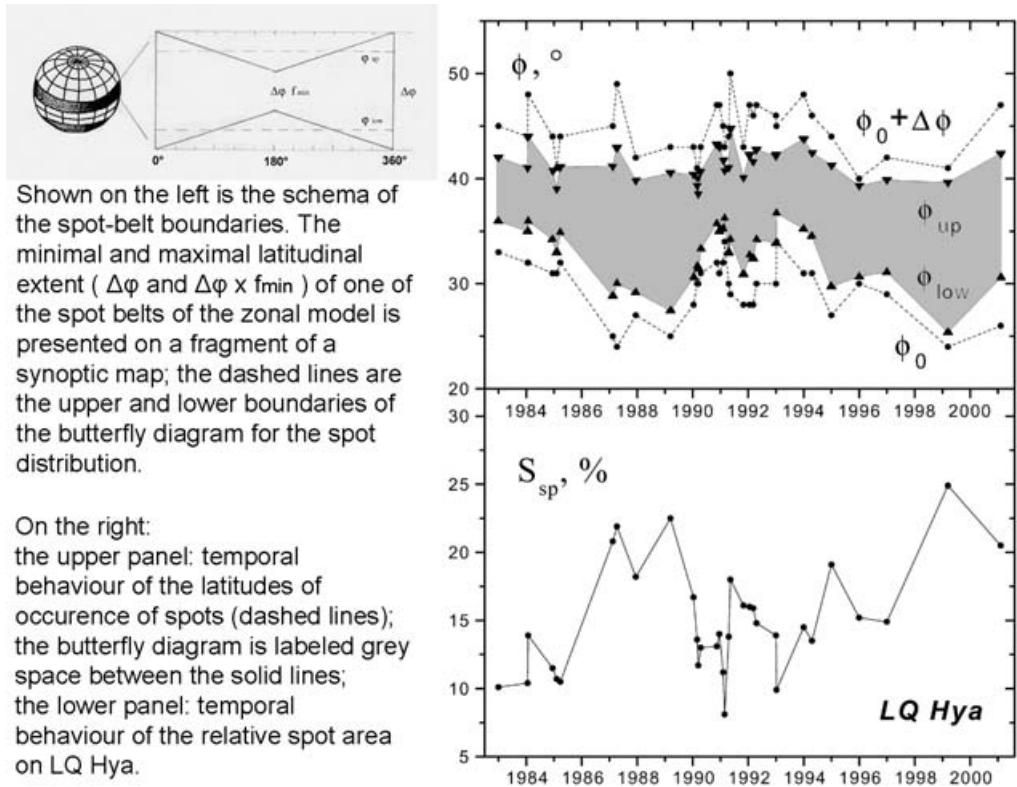 φup
Δφ fmin
Δφ
φlow
0°
180°
360°
Shown on the left is the schema
of the spot-belt boundaries. The
minimal and maximal latitudinal
extent ( Δφ and Δφ x fmin ) of one of
the spot belts of the zonal model is
presented on a fragment of a
synoptic map; the dashed lines are
the upper and lower boundaries of
the butterfly diagram for the spot
distribution.
On the right:
the upper panel: temporal
behaviour of the latitudes of
occurence of spots (dashed lines);
the butterfly diagram is labeled grey
space between the solid lines;
the lower panel: temporal
behaviour of the relative spot area
on LQ Hya.
ϕ, °
50
ϕ0+Δϕ
40
ϕup
30
ϕlow
ϕ0
20
1984 1986 1988 1990 1992 1994 1996 1998 2000
30
Ssp, %
25
20
15
10
LQ Hya
5
1984 1986 1988 1990 1992 1994 1996 1998 2000